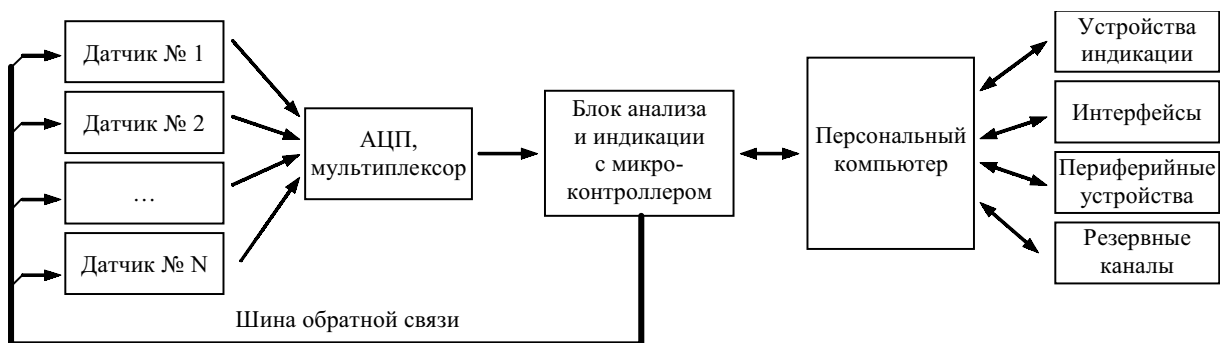 Датчик № 1
Датчик № 2
…
Датчик № N
АЦП,
мультиплексор
Блок анализа
и индикации
с микро-
контроллером
Персональный
компьютер
Устройства
индикации
Интерфейсы
Периферийные
устройства
Резервные
каналы
Шина обратной связи